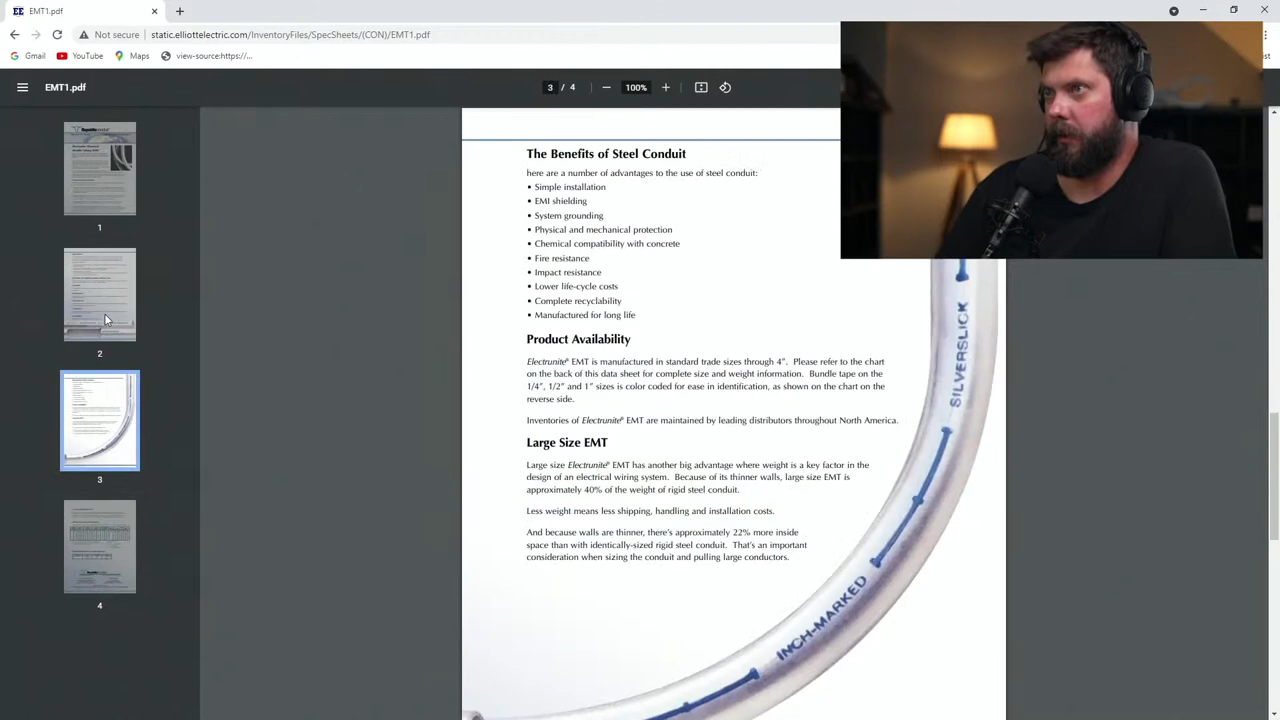 EE EMT1.pdf
Not secure static.elliottelectric.com/InventoryFiles/SpecSheets/(CON)/EMT1.pdf
Gmail YouTube Maps view-source:https://...
EMT1.pdf 3 / 4 100%
1
2
3
4
The Benefits of Steel Conduit
here are a number of advantages to the use of steel conduit:
• Simple installation
• EMI shielding
• System grounding
• Physical and mechanical protection
• Chemical compatibility with concrete
• Fire resistance
• Impact resistance
• Lower life-cycle costs
• Complete recyclability
• Manufactured for long life
Product Availability
Electrunite® EMT is manufactured in standard trade sizes through 4". Please refer to the chart
on the back of this data sheet for complete size and weight information. Bundle tape on the
1/4", 1/2" and 1" sizes is color coded for ease in identification, as shown on the chart on the
reverse side.
Inventories of Electrunite® EMT are maintained by leading distributors throughout North America.
Large Size EMT
Large size Electrunite® EMT has another big advantage where weight is a key factor in the
design of an electrical wiring system. Because of its thinner walls, large size EMT is
approximately 40% of the weight of rigid steel conduit.
Less weight means less shipping, handling and installation costs.
And because walls are thinner, there's approximately 22% more inside
space than with identically-sized rigid steel conduit. That's an important
consideration when sizing the conduit and pulling large conductors.
SILVERSLICK
INCH-MARKED